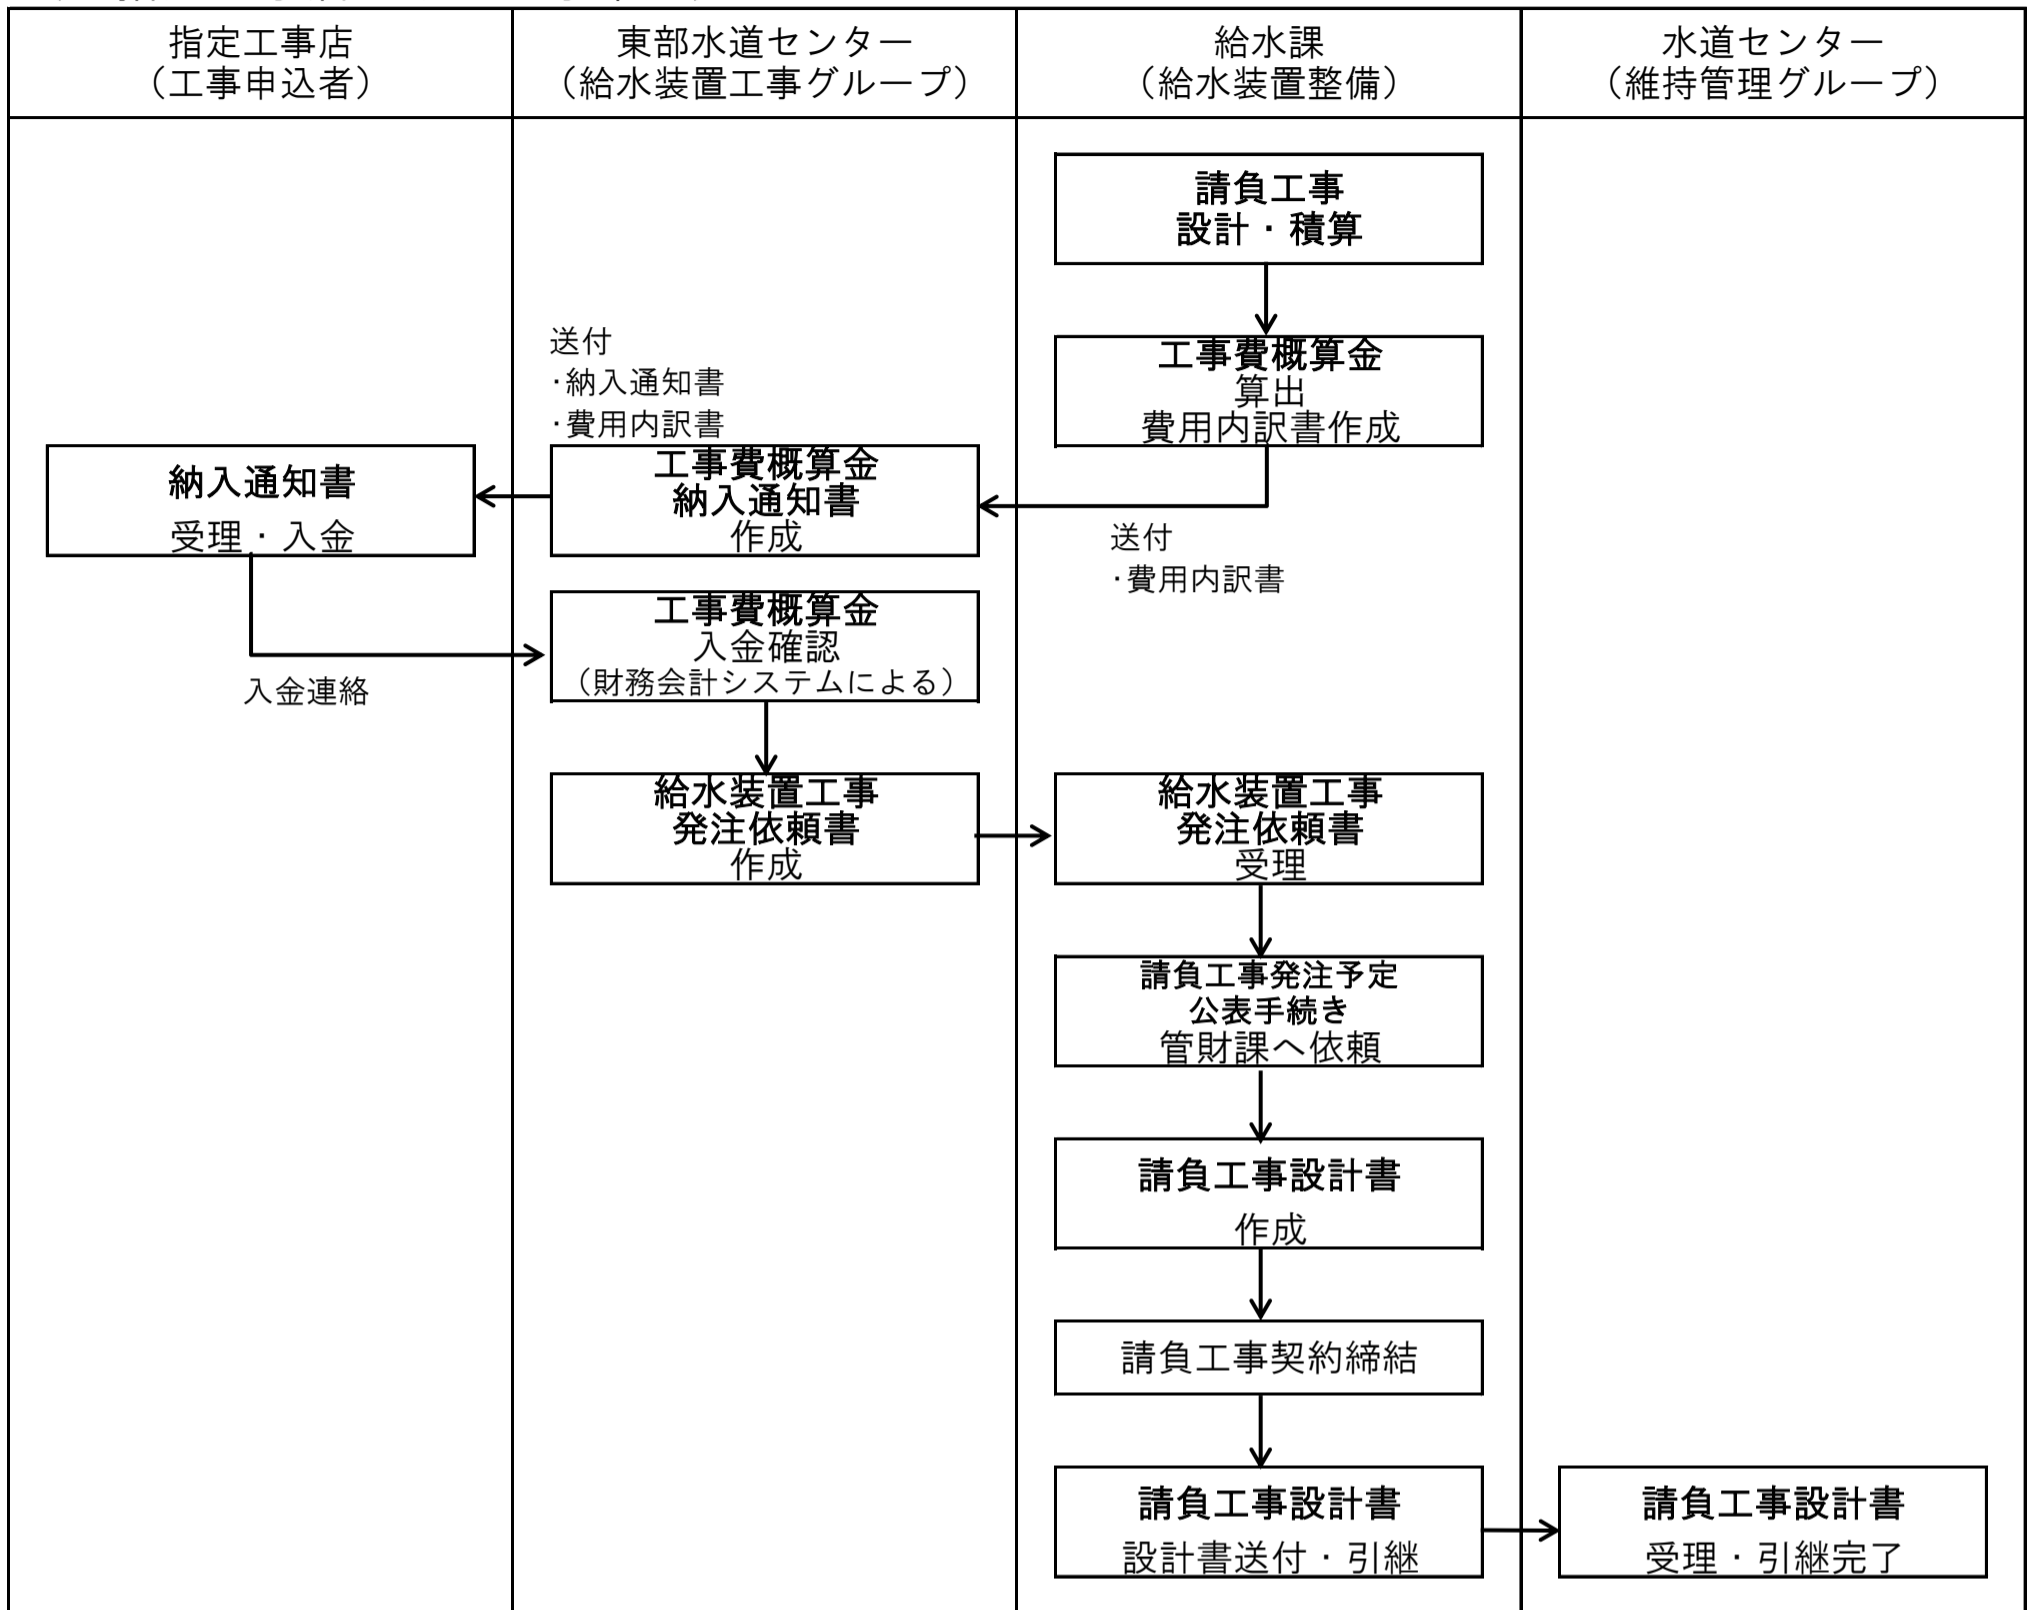 指定工事店
（工事申込者）
東部水道センター
（給水装置工事グループ）
給水課
（給水装置整備）
水道センター
（維持管理グループ）
請負工事
設計・積算
工事費概算金
算出
費用内訳書作成
送付
・納入通知書
・費用内訳書
納入通知書
受理・入金
工事費概算金
納入通知書
作成
送付
・費用内訳書
工事費概算金
入金確認
（財務会計システムによる）
入金連絡
給水装置工事
発注依頼書
作成
給水装置工事
発注依頼書
受理
請負工事発注予定
公表手続き
管財課へ依頼
請負工事設計書
作成
請負工事契約締結
請負工事設計書
設計書送付・引継
請負工事設計書
受理・引継完了